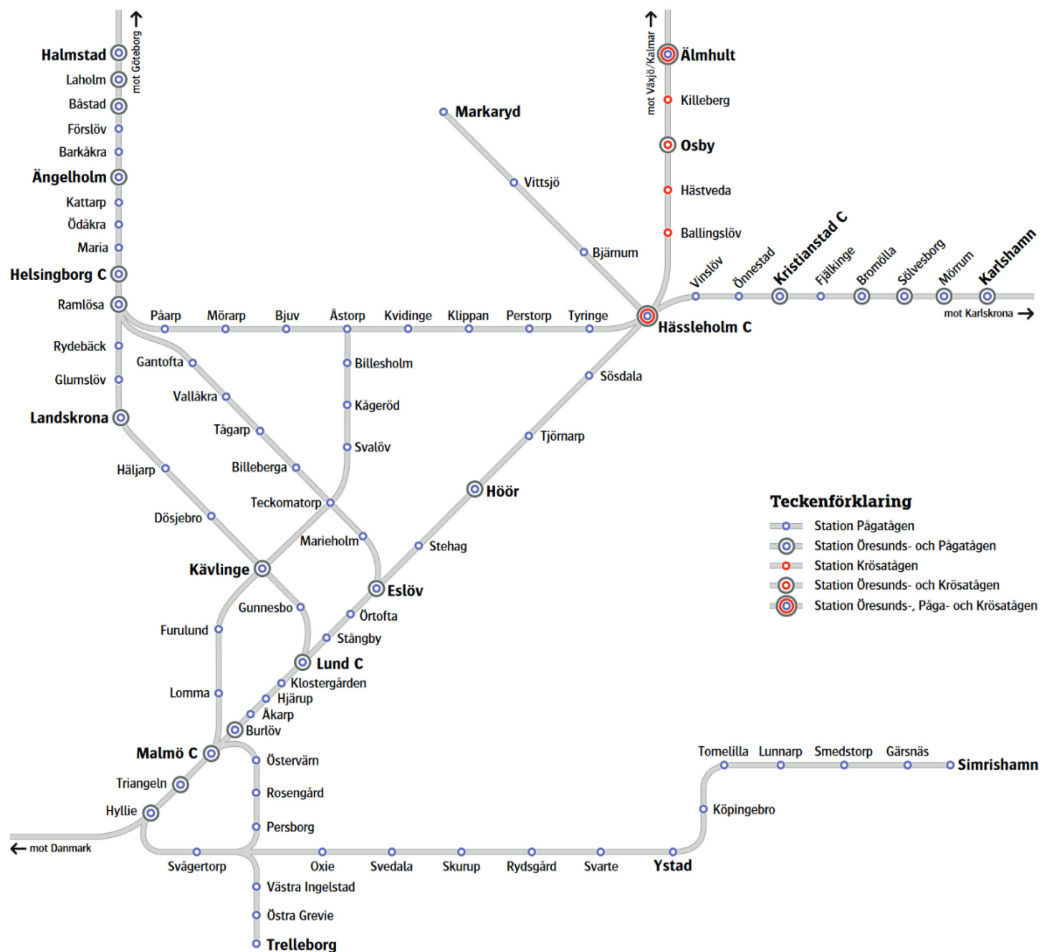 Halmstad
mot Göteborg
Laholm
Båstad
Förslöv
Barkåkra
Ängelholm
Kattarp
Ödåkra
Maria
Helsingborg C
Ramlösa
Rydebäck
Glumslöv
Landskrona
Häljarp
Dösjebro
Kävlinge
Gunnesbo
Furulund
Lomma
Gantofta
Vallåkra
Tågarp
Billeberga
Teckomatorp
Marieholm
Påarp
Mörarp
Bjuv
Åstorp
Kvidinge
Klippan
Perstorp
Tyringe
Billesholm
Kågeröd
Svalöv
Markaryd
Vittsjö
Bjärnum
mot Växjö/Kalmar
Älmhult
Killeberg
Osby
Hästveda
Ballingslöv
Hässleholm C
Vinslöv
Önnestad
Kristianstad C
Fjälkinge
Bromölla
Sölvesborg
Mörrum
Karlshamn
mot Karlskrona
Sösdala
Tjörnarp
Höör
Stehag
Eslöv
Örtofta
Stångby
Lund C
Klostergården
Hjärup
Åkarp
Burlöv
Malmö C
Triangeln
Hyllie
mot Danmark
Östervärn
Rosengård
Persborg
Svågertorp
Västra Ingelstad
Östra Grevie
Trelleborg
Oxie
Svedala
Skurup
Rydsgård
Svarte
Ystad
Köpingebro
Tomelilla
Lunnarp
Smedstorp
Gärsnäs
Simrishamn
Teckenförklaring
Station Pågatågen
Station Öresunds- och Pågatågen
Station Krösatågen
Station Öresunds- och Krösatågen
Station Öresunds-, Påga- och Krösatågen